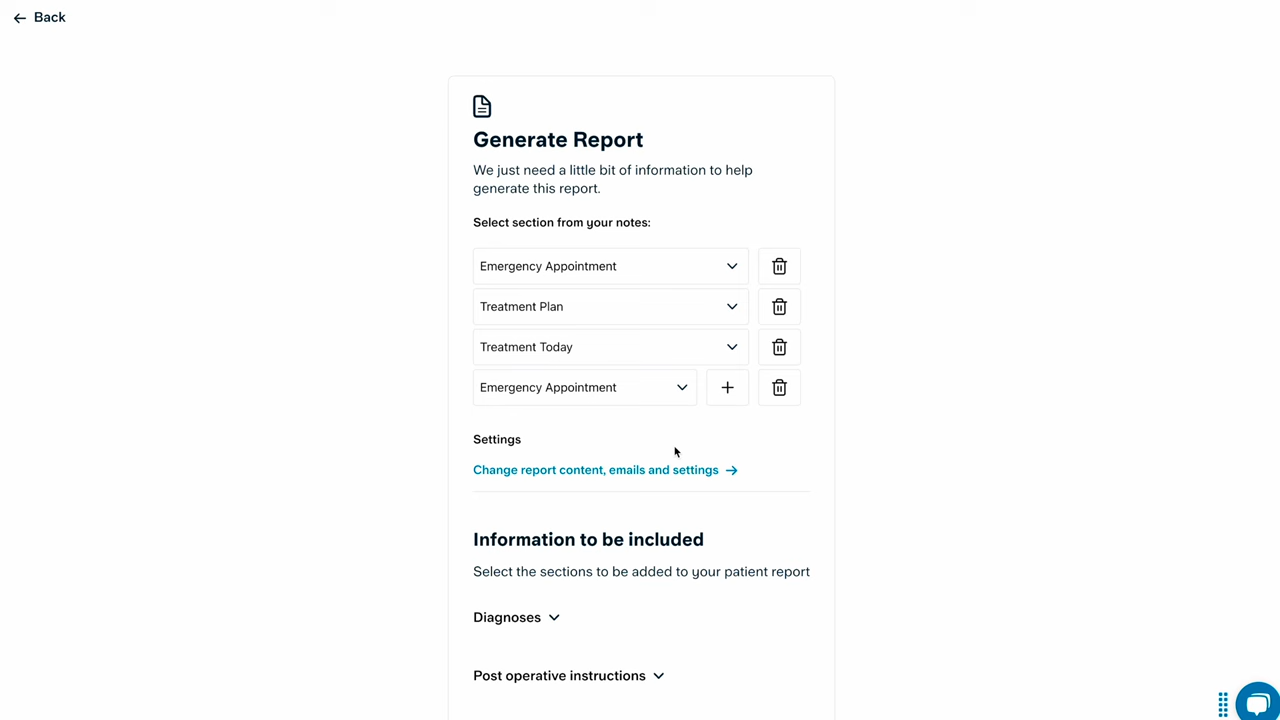 Back
Generate Report
We just need a little bit of information to help
generate this report.
Select section from your notes:
Emergency Appointment
Treatment Plan
Treatment Today
Emergency Appointment
Settings
Change report content, emails and settings
Information to be included
Select the sections to be added to your patient report
Diagnoses
Post operative instructions